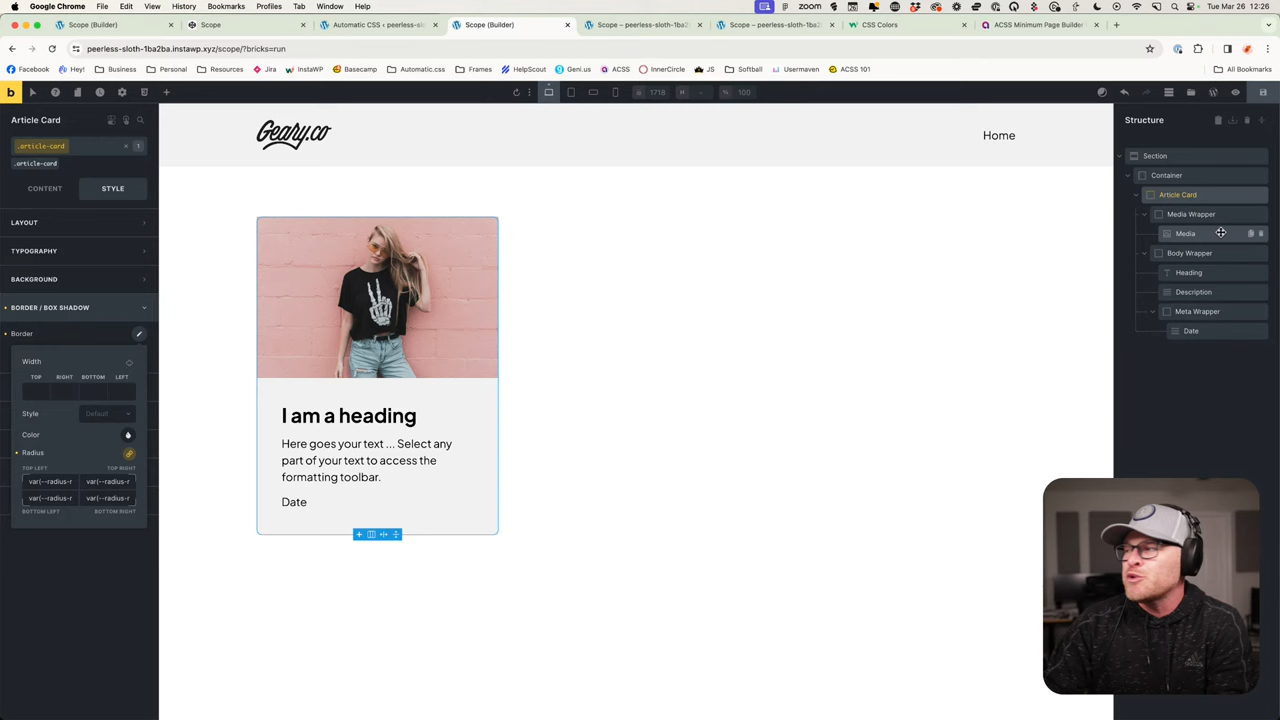 Google Chrome File Edit View History Bookmarks Profiles Tab Window Help zoom Tue Mar 26 12:26
Scope (Builder) Scope Automatic CSS ‹ peerless-sloth Scope (Builder) Scope – peerless-sloth-1ba2 Scope – peerless-sloth-1ba2 CSS Colors ACSS Minimum Page Builder
peerless-sloth-1ba2ba.instawp.xyz/scope/?bricks=run
Facebook Hey! Business Personal Resources Jira InstaWP Basecamp Automatic.css Frames HelpScout Geni.us ACSS InnerCircle JS Softball Usermaven ACSS 101 All Bookmarks
b 1718 H - % 100
Article Card
.article-card × 1
.article-card
CONTENT STYLE
LAYOUT
TYPOGRAPHY
BACKGROUND
BORDER / BOX SHADOW
Border
Width
TOP RIGHT BOTTOM LEFT
Style Default
Color
Radius
TOP LEFT TOP RIGHT
var(--radius-r var(--radius-r
var(--radius-r var(--radius-r
BOTTOM LEFT BOTTOM RIGHT
Geary.co
Home
I am a heading
Here goes your text ... Select any
part of your text to access the
formatting toolbar.
Date
Structure
Section
Container
Article Card
Media Wrapper
Media
Body Wrapper
Heading
Description
Meta Wrapper
Date